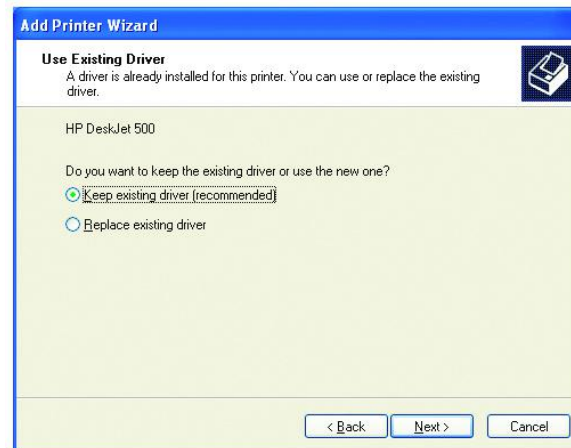 Add Printer Wizard
Use Existing Driver
A driver is already installed for this printer. You can use or replace the existing
driver.
HP DeskJet 500
Do you want to keep the existing driver or use the new one?
Keep existing driver (recommended)
Replace existing driver
< Back
Next >
Cancel